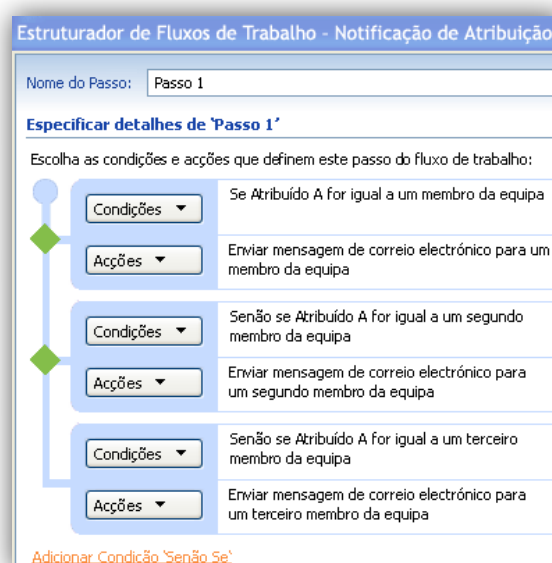 Estruturador de Fluxos de Trabalho - Notificação de Atribuição
Nome do Passo: Passo 1
Especificar detalhes de 'Passo 1'
Escolha as condições e acções que definem este passo do fluxo de trabalho:
Condições
Se Atribuído A for igual a um membro da equipa
Acções
Enviar mensagem de correio electrónico para um
membro da equipa
Condições
Senão se Atribuído A for igual a um segundo
membro da equipa
Acções
Enviar mensagem de correio electrónico para
um segundo membro da equipa
Condições
Senão se Atribuído A for igual a um terceiro
membro da equipa
Acções
Enviar mensagem de correio electrónico para
um terceiro membro da equipa
Adicionar Condição 'Senão Se'